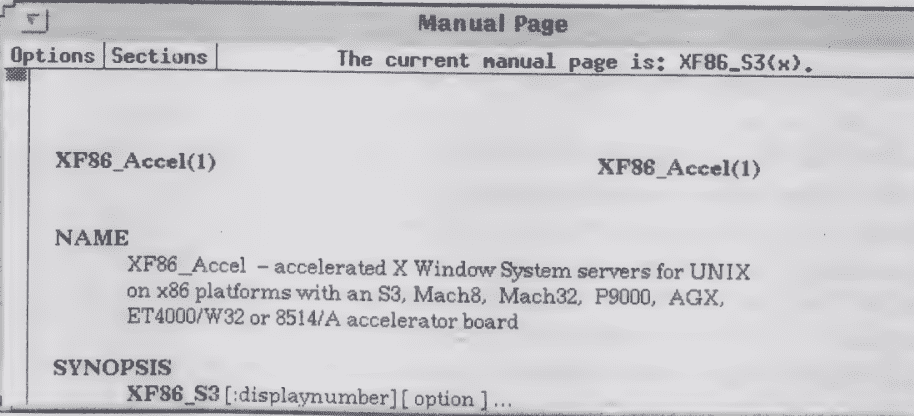 Manual Page
Options Sections The current manual page is: XF86_S3(x).
XF86_Accel(1) XF86_Accel(1)
NAME
XF86_Accel – accelerated X Window System servers for UNIX
on x86 platforms with an S3, Mach8, Mach32, P9000, AGX,
ET4000/W32 or 8514/A accelerator board
SYNOPSIS
XF86_S3 [:displaynumber] [ option ] ...